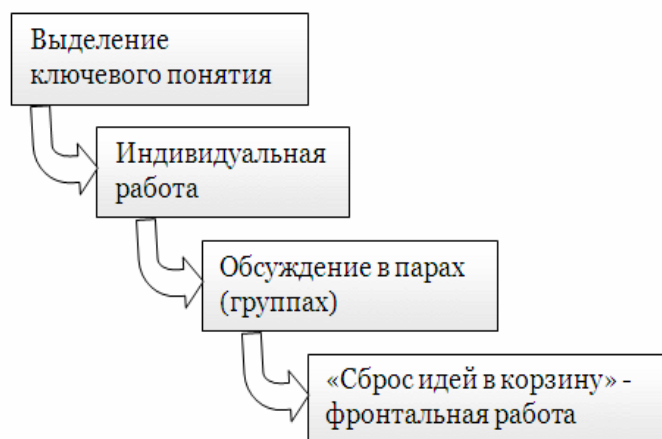 Выделение
ключевого понятия
Индивидуальная
работа
Обсуждение в парах
(группах)
«Сброс идей в корзину» -
фронтальная работа